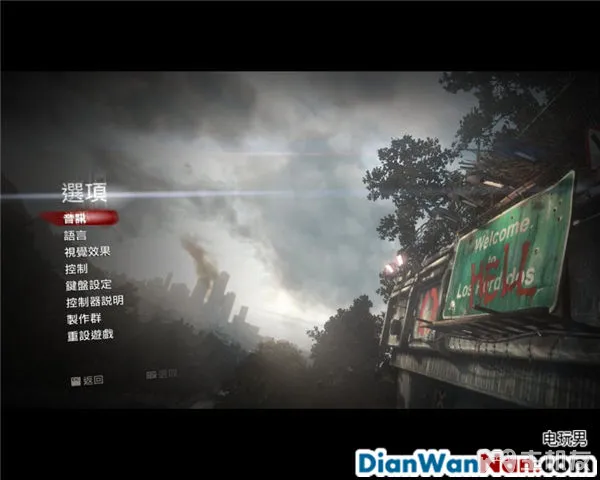 選項
音訊
語言
視覺效果
控制
鍵盤設定
控制器說明
製作群
重設遊戲
返回
選取
Welcome
to
Los Perdidos
HELL
电玩男
DianWanNan.com